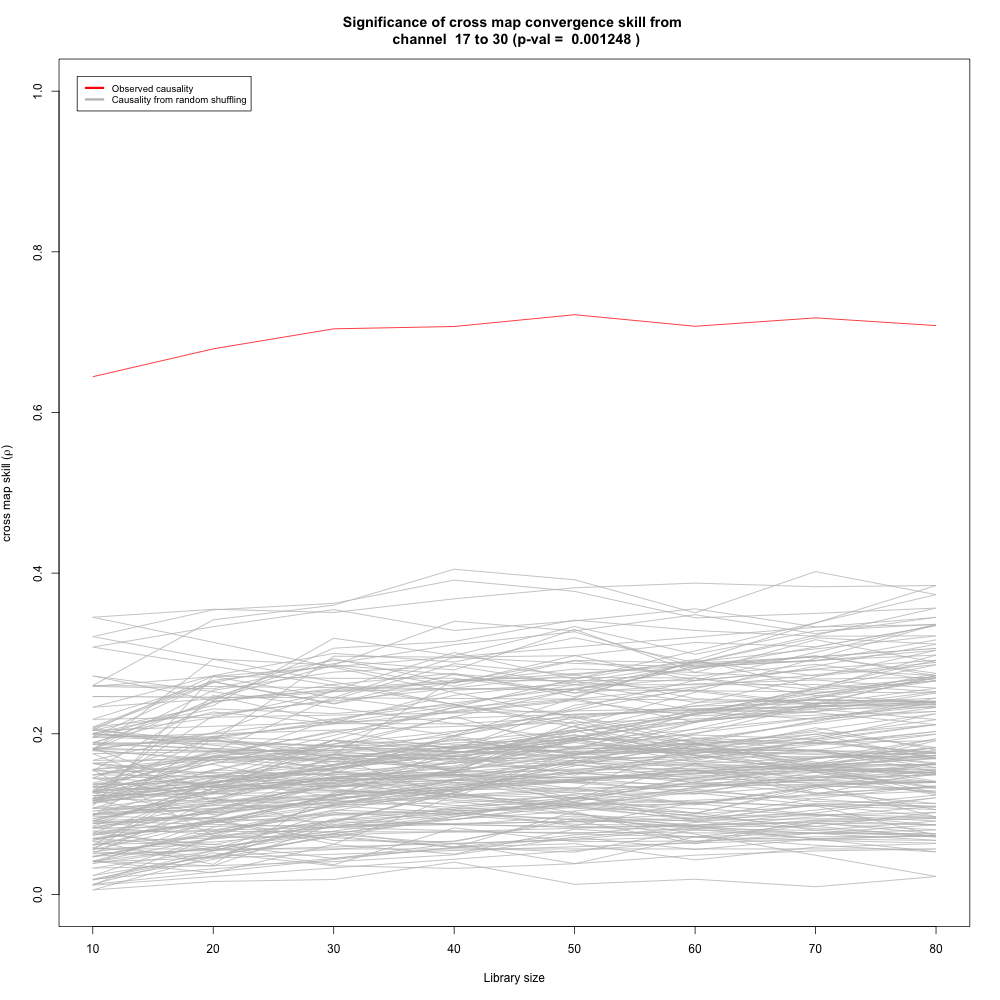 Significance of cross map convergence skill from
channel  17 to 30 (p-val =  0.001248 )
Observed causality
Causality from random shuffling
cross map skill (ρ)
1.0
0.8
0.6
0.4
0.2
0.0
10 20 30 40 50 60 70 80
Library size